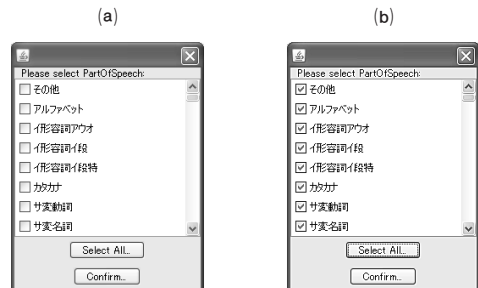 (a)
Please select PartOfSpeech:
その他
アルファベット
イ形容詞アウオ
イ形容詞イ段
イ形容詞イ段特
カタカナ
サ変動詞
サ変名詞
Select All...
Confirm...
(b)
Please select PartOfSpeech:
その他
アルファベット
イ形容詞アウオ
イ形容詞イ段
イ形容詞イ段特
カタカナ
サ変動詞
サ変名詞
Select All...
Confirm...